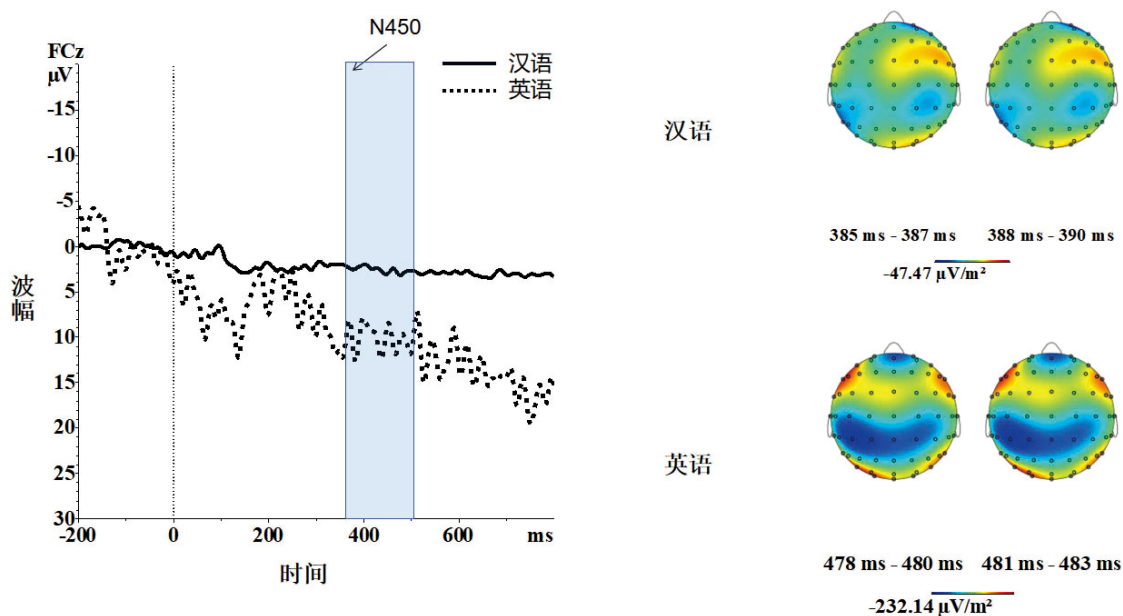 N450
FCz
μV
汉语
英语
-15
-10
-5
0
5
10
15
20
25
30
-200
0
200
400
600
ms
波幅
时间
汉语
385 ms - 387 ms
388 ms - 390 ms
-47.47 μV/m²
英语
478 ms - 480 ms
481 ms - 483 ms
-232.14 μV/m²